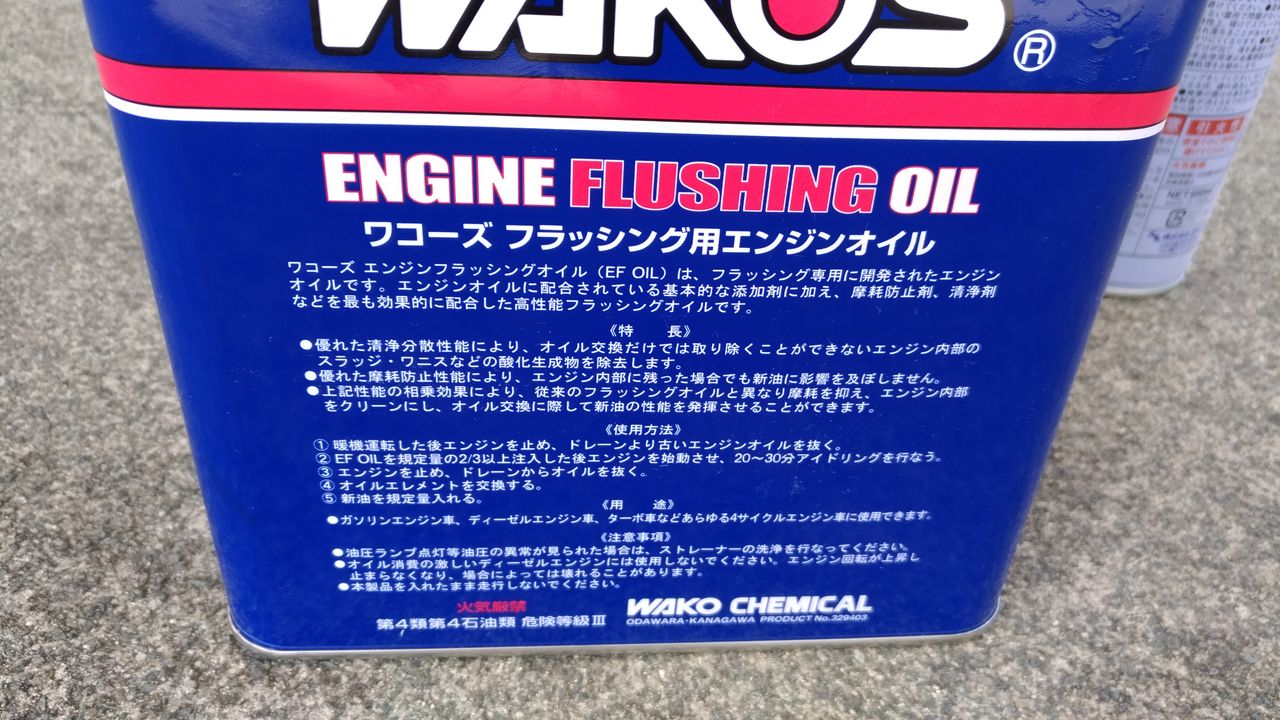 WAKO'S ®
ENGINE FLUSHING OIL
ワコーズ フラッシング用エンジンオイル
ワコーズ エンジンフラッシングオイル（EF OIL）は、フラッシング専用に開発されたエンジン
オイルです。エンジンオイルに配合されている基本的な添加剤に加え、摩耗防止剤、清浄剤
などを最も効果的に配合した高性能フラッシングオイルです。
《特　長》
●優れた清浄分散性能により、オイル交換だけでは取り除くことができないエンジン内部の
スラッジ・ワニスなどの酸化生成物を除去します。
●優れた摩耗防止性能により、エンジン内部に残った場合でも新油に影響を及ぼしません。
●上記性能の相乗効果により、従来のフラッシングオイルと異なり摩耗を抑え、エンジン内部
をクリーンにし、オイル交換に際して新油の性能を発揮させることができます。
《使用方法》
① 暖機運転した後エンジンを止め、ドレーンより古いエンジンオイルを抜く。
② EF OILを規定量の2/3以上注入した後エンジンを始動させ、20～30分アイドリングを行なう。
③ エンジンを止め、ドレーンからオイルを抜く。
④ オイルエレメントを交換する。
⑤ 新油を規定量入れる。
《用　途》
●ガソリンエンジン車、ディーゼルエンジン車、ターボ車などあらゆる4サイクルエンジン車に使用できます。
《注意事項》
●油圧ランプ点灯等油圧の異常が見られた場合は、ストレーナーの洗浄を行なってください。
●オイル消費の激しいディーゼルエンジンには使用しないでください。エンジン回転が上昇し
止まらなくなり、場合によっては壊れることがあります。
●本製品を入れたまま走行しないでください。
火気厳禁
第4類第4石油類 危険等級Ⅲ
WAKO CHEMICAL
ODAWARA・KANAGAWA PRODUCT No.329403